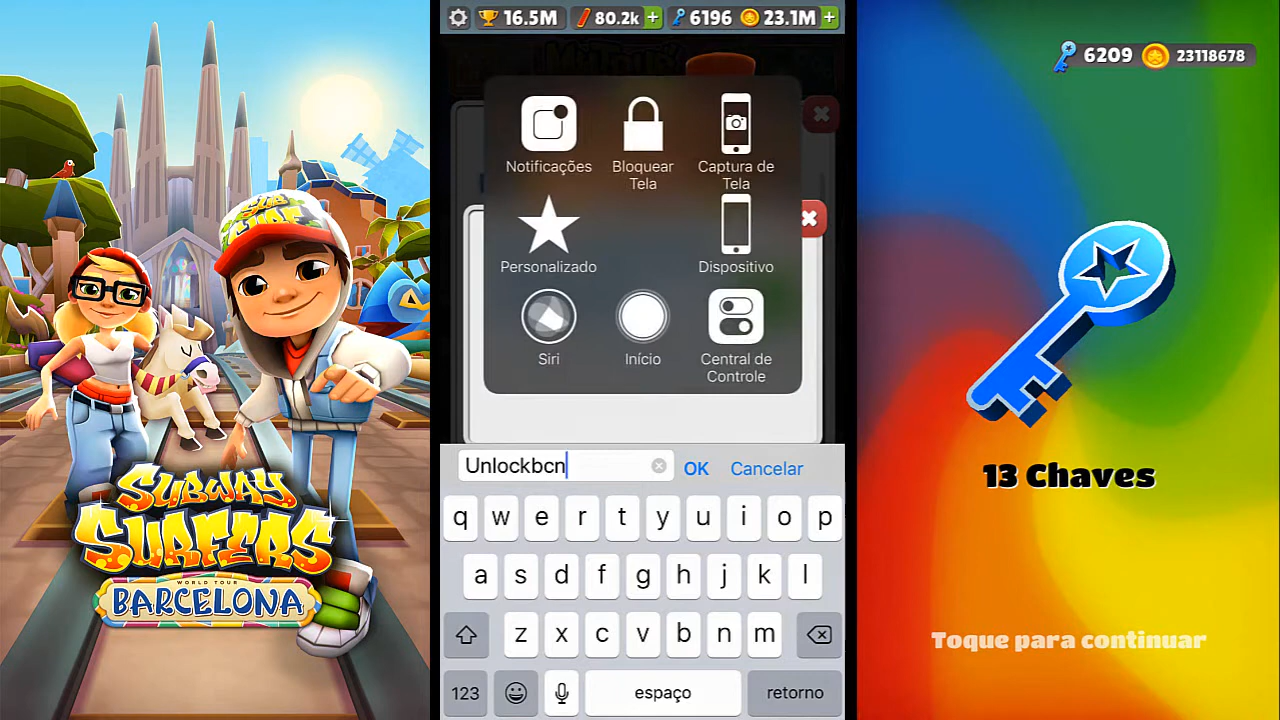 SUB
SURF
SUBWAY
SURFERS
WORLD TOUR
BARCELONA
16.5M
80.2k
+
6196
23.1M
+
Notificações
Bloquear
Tela
Captura de
Tela
Personalizado
Dispositivo
Siri
Início
Central de
Controle
Unlockbcn
OK
Cancelar
q w e r t y u i o p
a s d f g h j k l
z x c v b n m
123
espaço
retorno
6209
23118678
13 Chaves
Toque para continuar